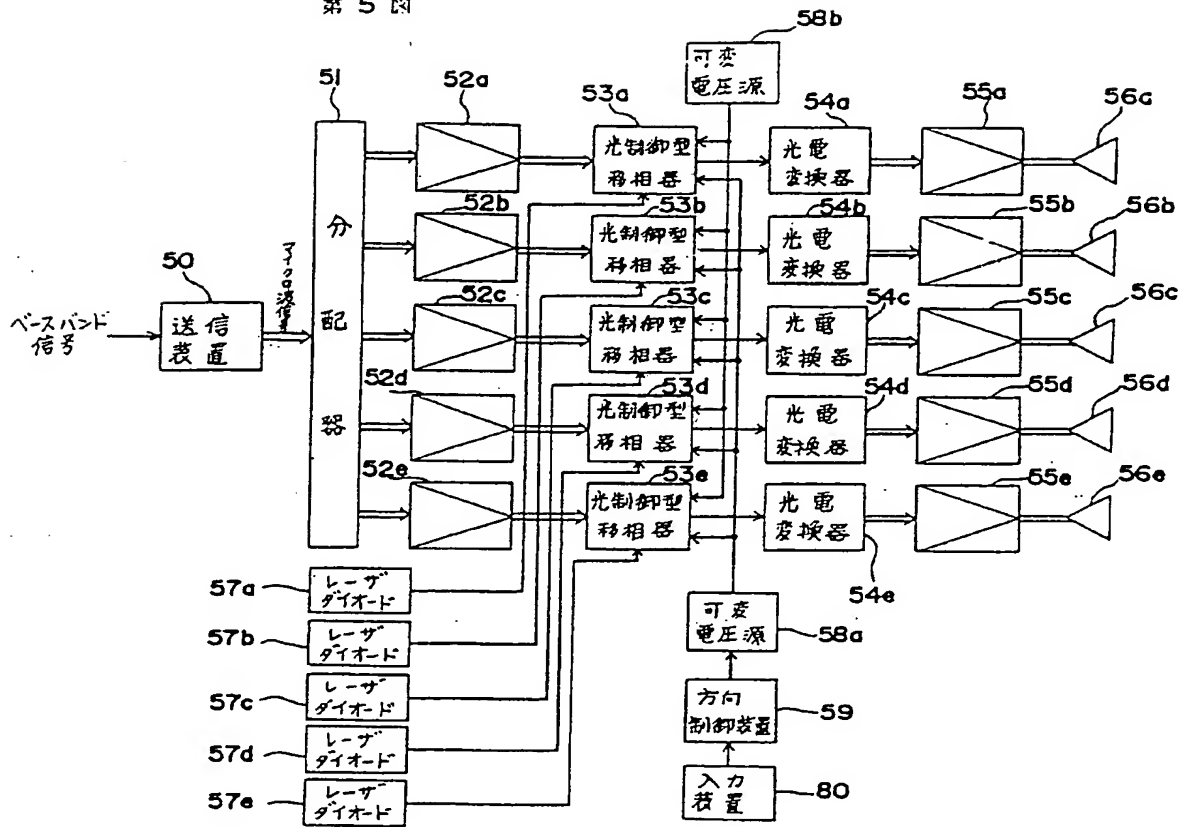 第 5 図
58b
可変
電圧源
51
52a
53a
54a
55a
56a
光制御型
移相器
光電
変換器
52b
53b
54b
55b
56b
光制御型
移相器
光電
変換器
分配器
50
ベースバンド
信号
送信
装置
マイクロ波信号
52c
53c
54c
55c
56c
光制御型
移相器
光電
変換器
52d
53d
54d
55d
56d
光制御型
移相器
光電
変換器
52e
53e
55e
56e
光制御型
移相器
光電
変換器
54e
57a
レーザ
ダイオード
57b
レーザ
ダイオード
57c
レーザ
ダイオード
57d
レーザ
ダイオード
57e
レーザ
ダイオード
可変
電圧源
58a
方向
制御装置
59
入力
装置
80